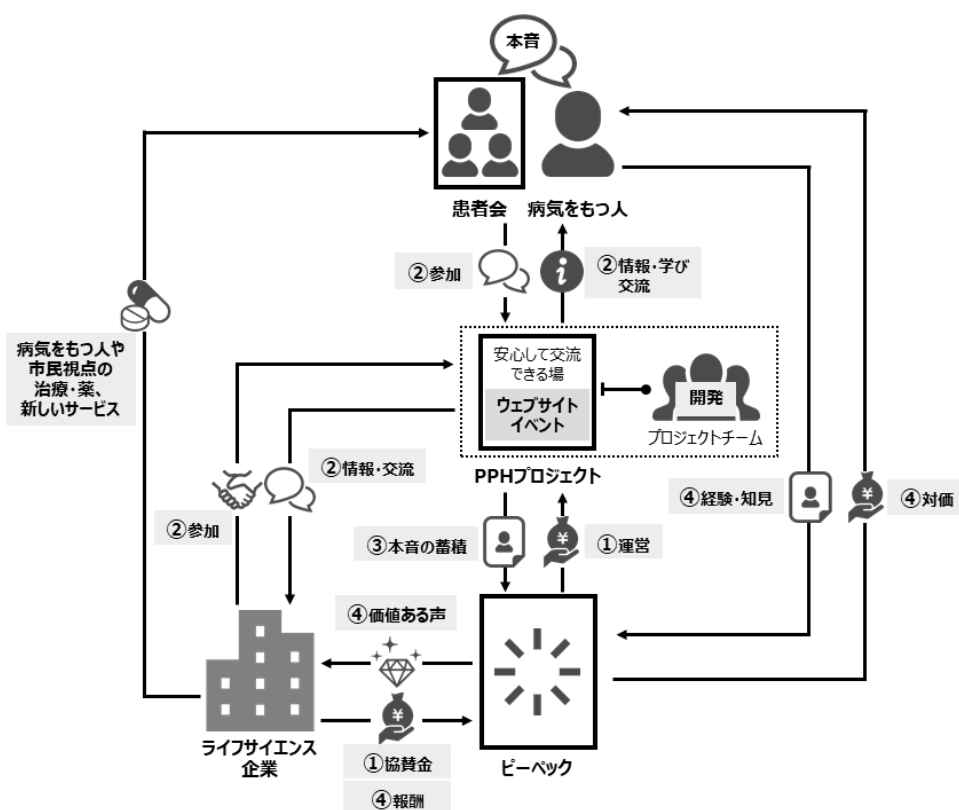 本音
患者会
病気をもつ人
②参加
②情報・学び
交流
病気をもつ人や
市民視点の
治療・薬、
新しいサービス
安心して交流
できる場
ウェブサイト
イベント
開発
プロジェクトチーム
PPHプロジェクト
②情報・交流
②参加
④経験・知見
④対価
③本音の蓄積
①運営
④価値ある声
ライフサイエンス
企業
①協賛金
④報酬
ピーペック